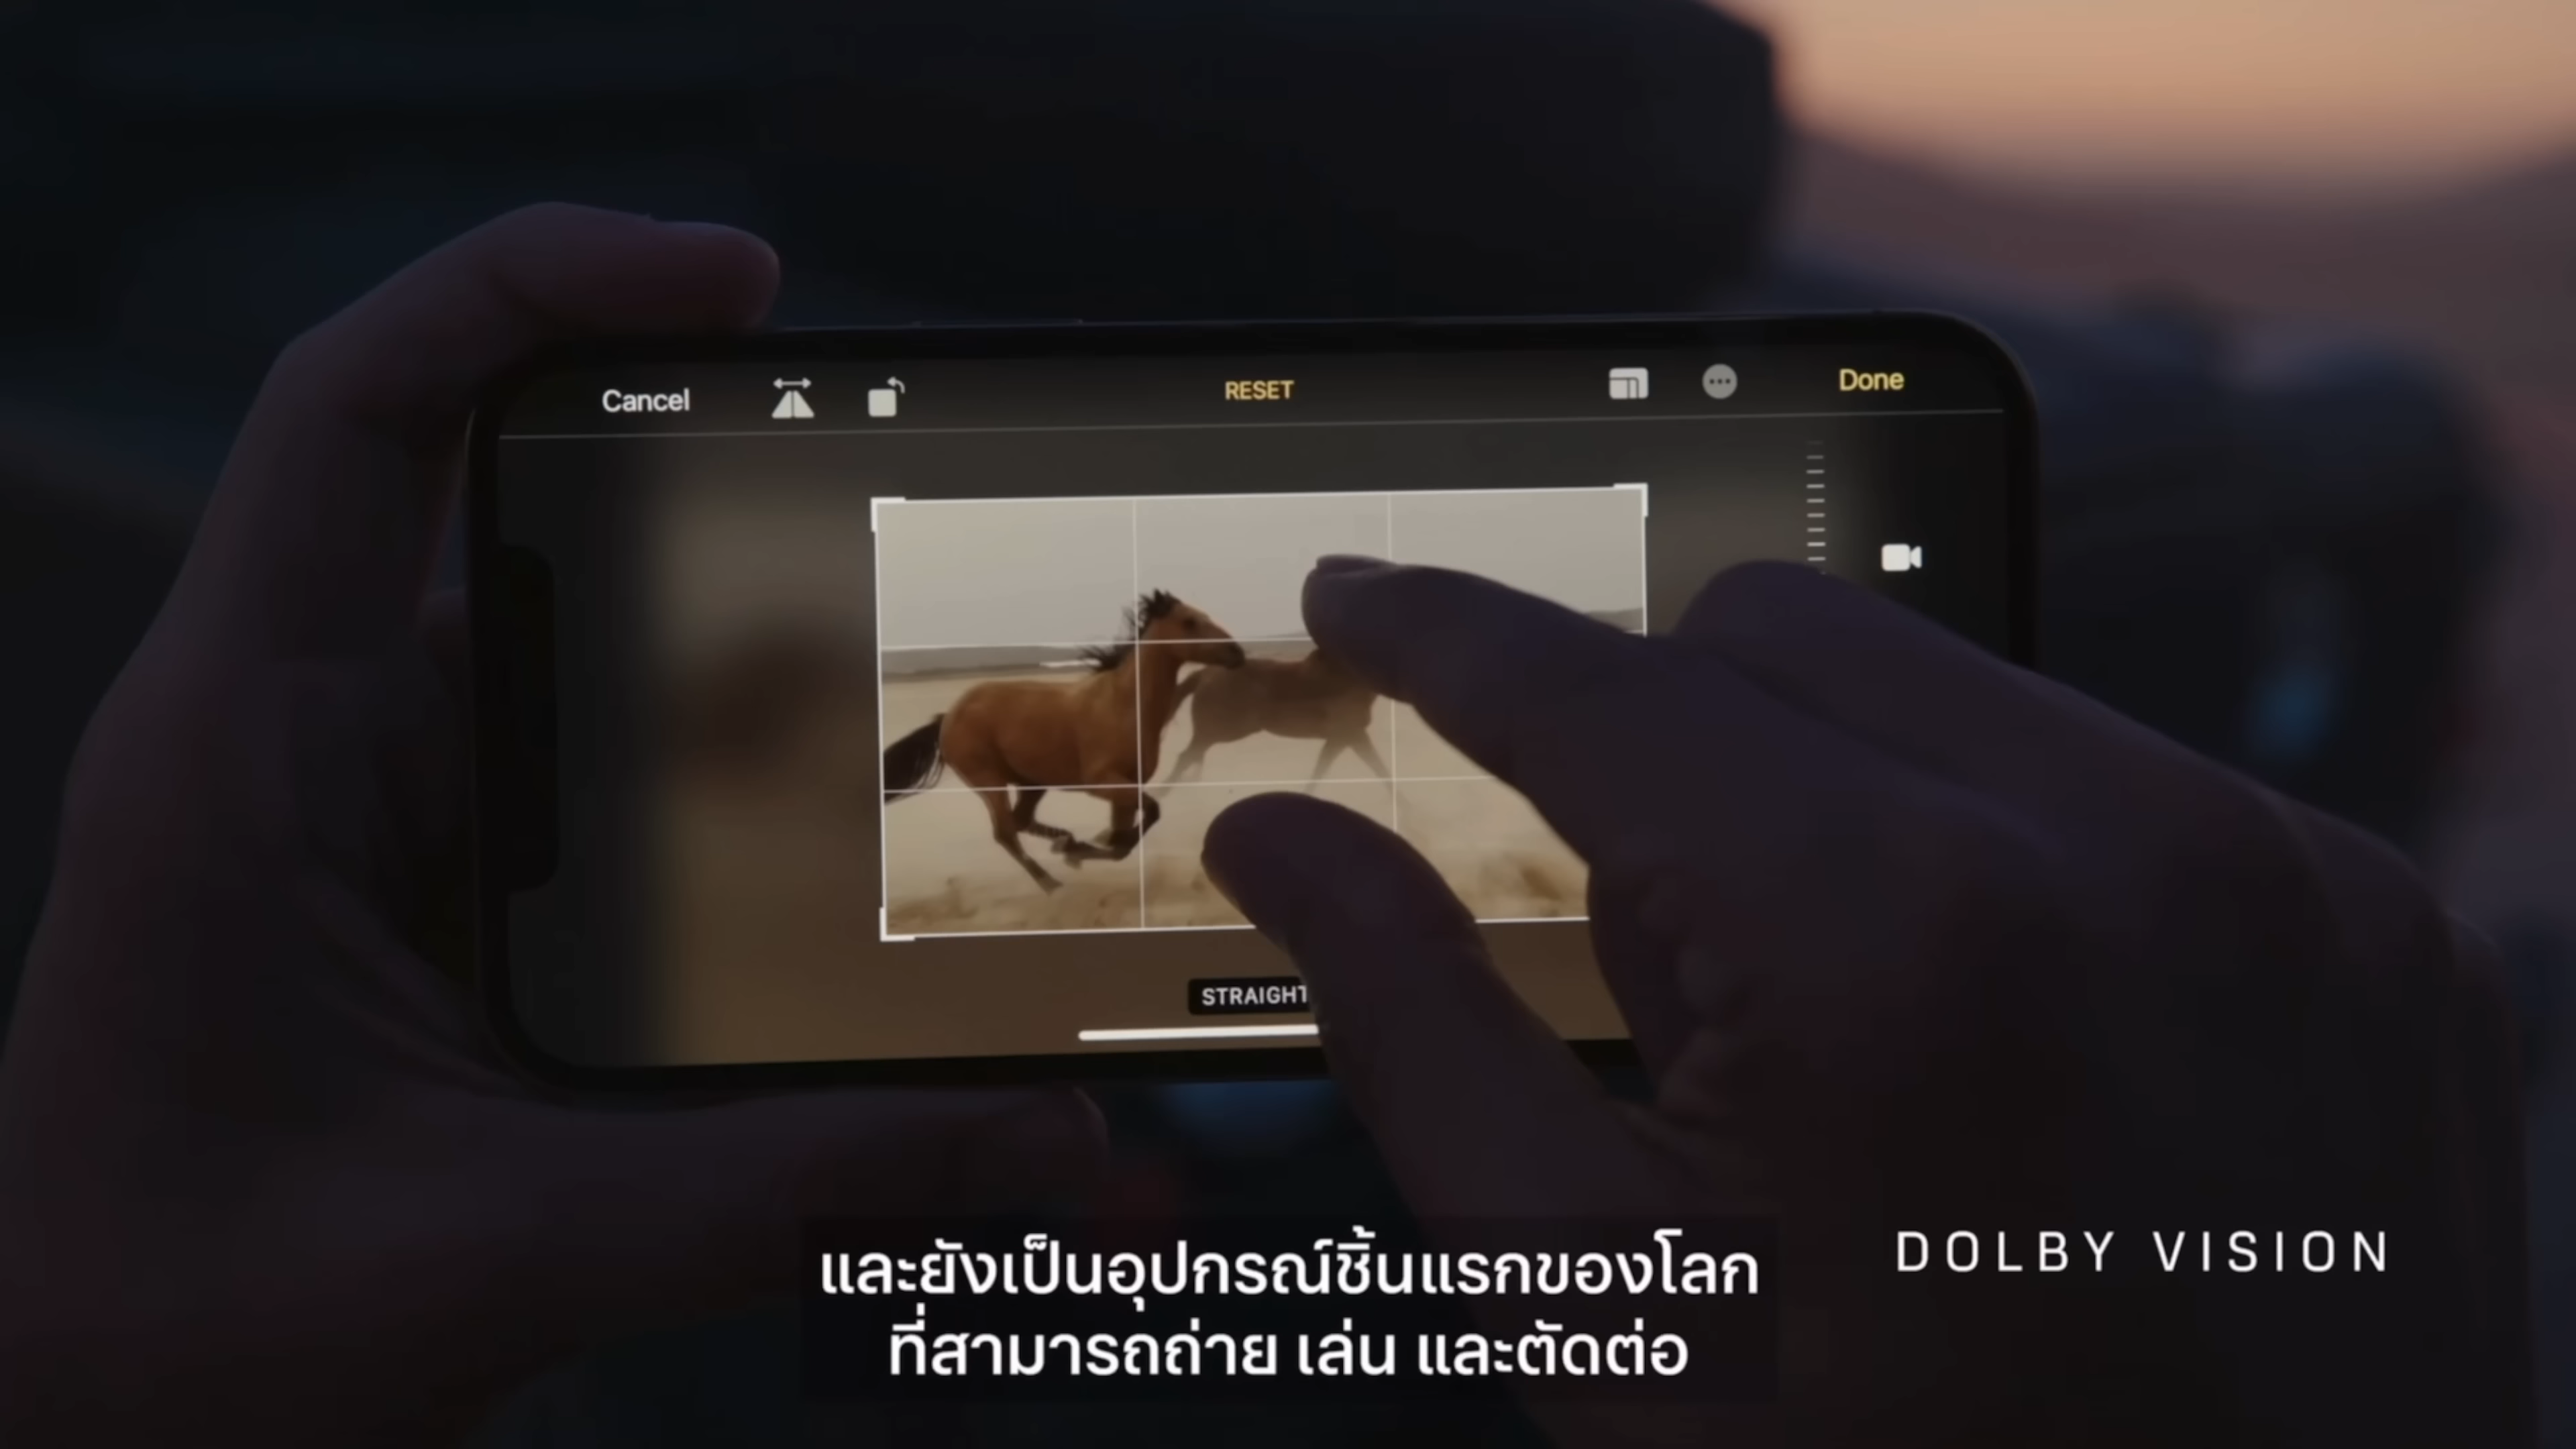 Cancel
RESET
Done
DOLBY VISION
และยังเป็นอุปกรณ์ชิ้นแรกของโลก
ที่สามารถถ่าย เล่น และตัดต่อ